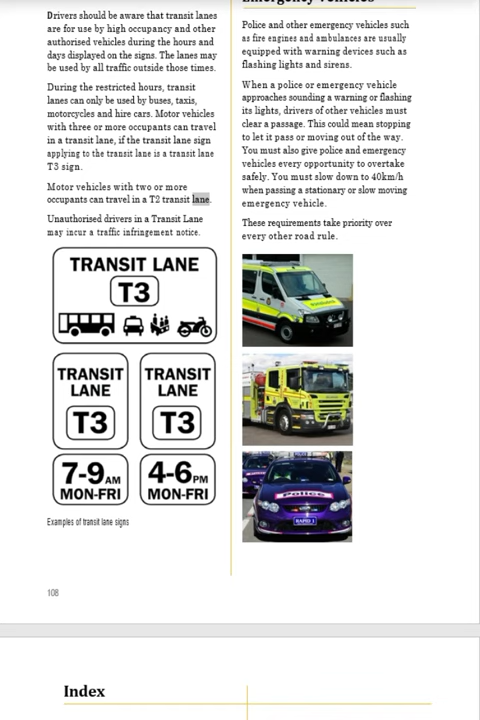 Drivers should be aware that transit lanes
are for use by high occupancy and other
authorised vehicles during the hours and
days displayed on the signs. The lanes may
be used by all traffic outside those times.
During the restricted hours, transit
lanes can only be used by buses, taxis,
motorcycles and hire cars. Motor vehicles
with three or more occupants can travel
in a transit lane, if the transit lane sign
applying to the transit lane is a transit lane
T3 sign.
Motor vehicles with two or more
occupants can travel in a T2 transit lane.
Unauthorised drivers in a Transit Lane
may incur a traffic infringement notice.
TRANSIT LANE
T3
TRANSIT
LANE
T3
TRANSIT
LANE
T3
7-9AM
MON-FRI
4-6PM
MON-FRI
Examples of transit lane signs
108
Emergency vehicles
Police and other emergency vehicles such
as fire engines and ambulances are usually
equipped with warning devices such as
flashing lights and sirens.
When a police or emergency vehicle
approaches sounding a warning or flashing
its lights, drivers of other vehicles must
clear a passage. This could mean stopping
to let it pass or moving out of the way.
You must also give police and emergency
vehicles every opportunity to overtake
safely. You must slow down to 40km/h
when passing a stationary or slow moving
emergency vehicle.
These requirements take priority over
every other road rule.
Police
RAPID 3
Index